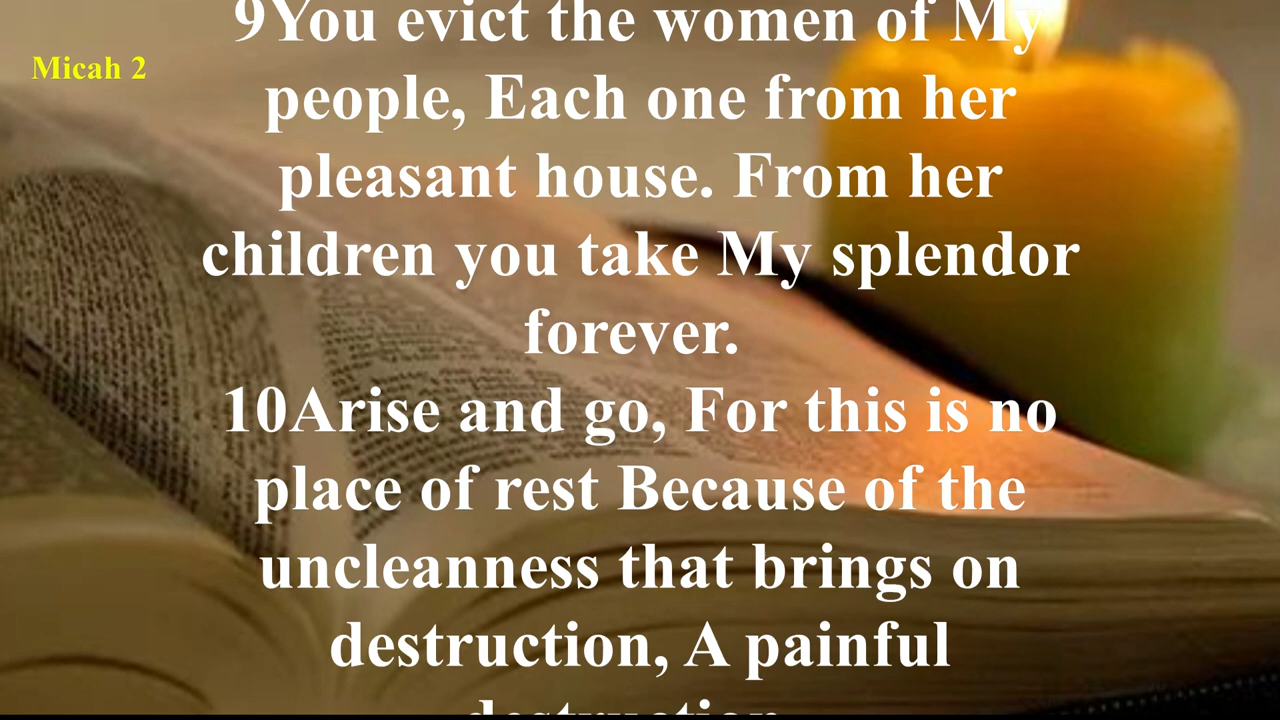 Micah 2
9You evict the women of My
people, Each one from her
pleasant house. From her
children you take My splendor
forever.
10Arise and go, For this is no
place of rest Because of the
uncleanness that brings on
destruction, A painful
destruction